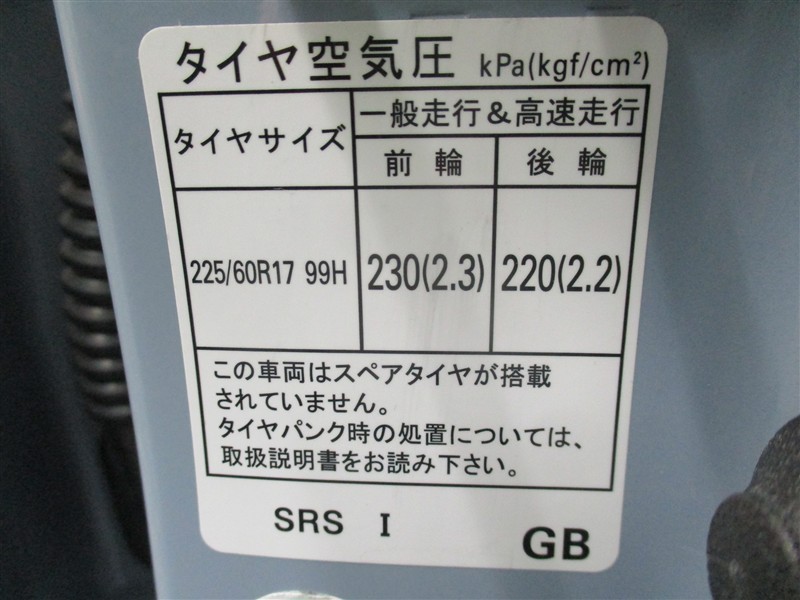 タイヤ空気圧 kPa(kgf/cm²)
タイヤサイズ 一般走行&高速走行
前輪 後輪
225/60R17 99H 230(2.3) 220(2.2)
この車両はスペアタイヤが搭載
されていません。
タイヤパンク時の処置については、
取扱説明書をお読み下さい。
SRS I GB